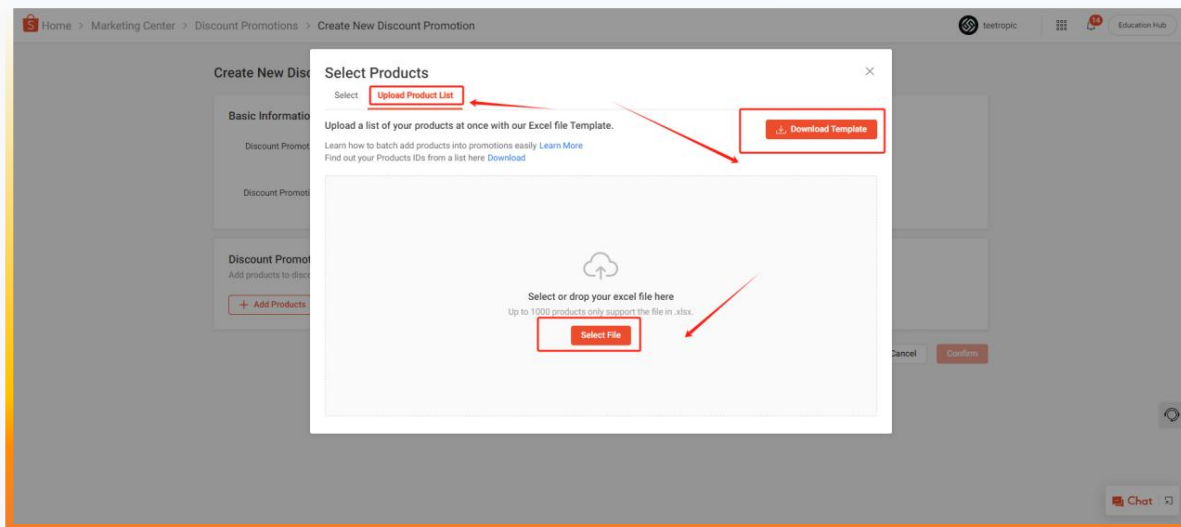 Home > Marketing Center > Discount Promotions > Create New Discount Promotion
teetropic
14
Education Hub
Create New Disc
Select Products
Select
Upload Product List
Basic Informatio
Upload a list of your products at once with our Excel file Template.
Download Template
Discount Promot
Learn how to batch add products into promotions easily Learn More
Find out your Products IDs from a list here Download
Discount Promoti
Discount Promot
Add products to disco
+ Add Products
Select or drop your excel file here
Up to 1000 products only support the file in .xlsx.
Select File
Cancel
Confirm
Chat